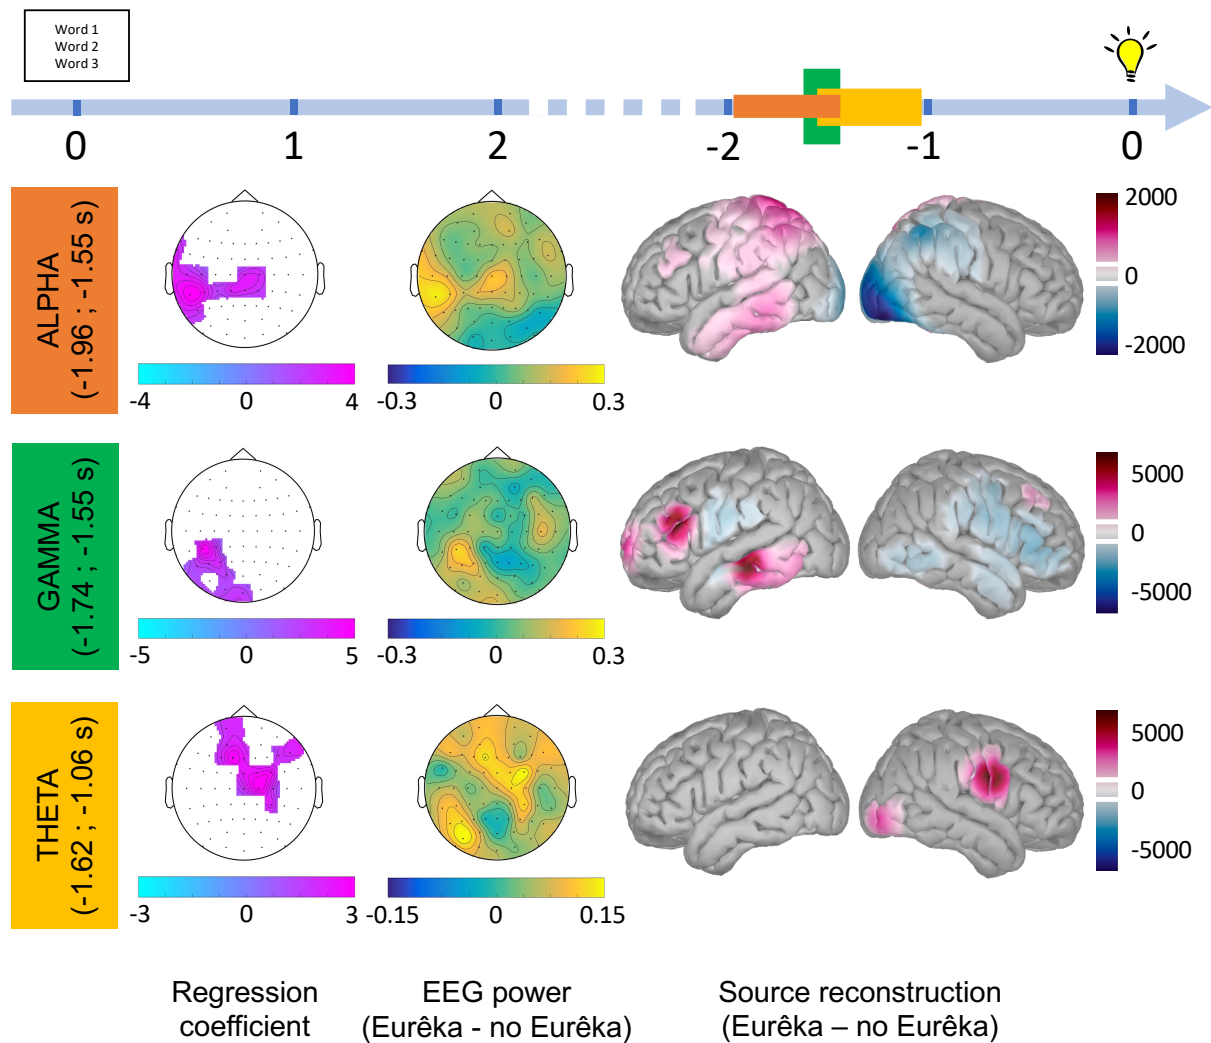 Word 1
Word 2
Word 3
0
1
2
-2
-1
0
ALPHA
(-1.96 ; -1.55 s)
-4
0
4
-0.3
0
0.3
2000
0
-2000
GAMMA
(-1.74 ; -1.55 s)
-5
0
5
-0.3
0
0.3
5000
0
-5000
THETA
(-1.62 ; -1.06 s)
-3
0
3
-0.15
0
0.15
5000
0
-5000
Regression
coefficient
EEG power
(Eurêka - no Eurêka)
Source reconstruction
(Eurêka – no Eurêka)